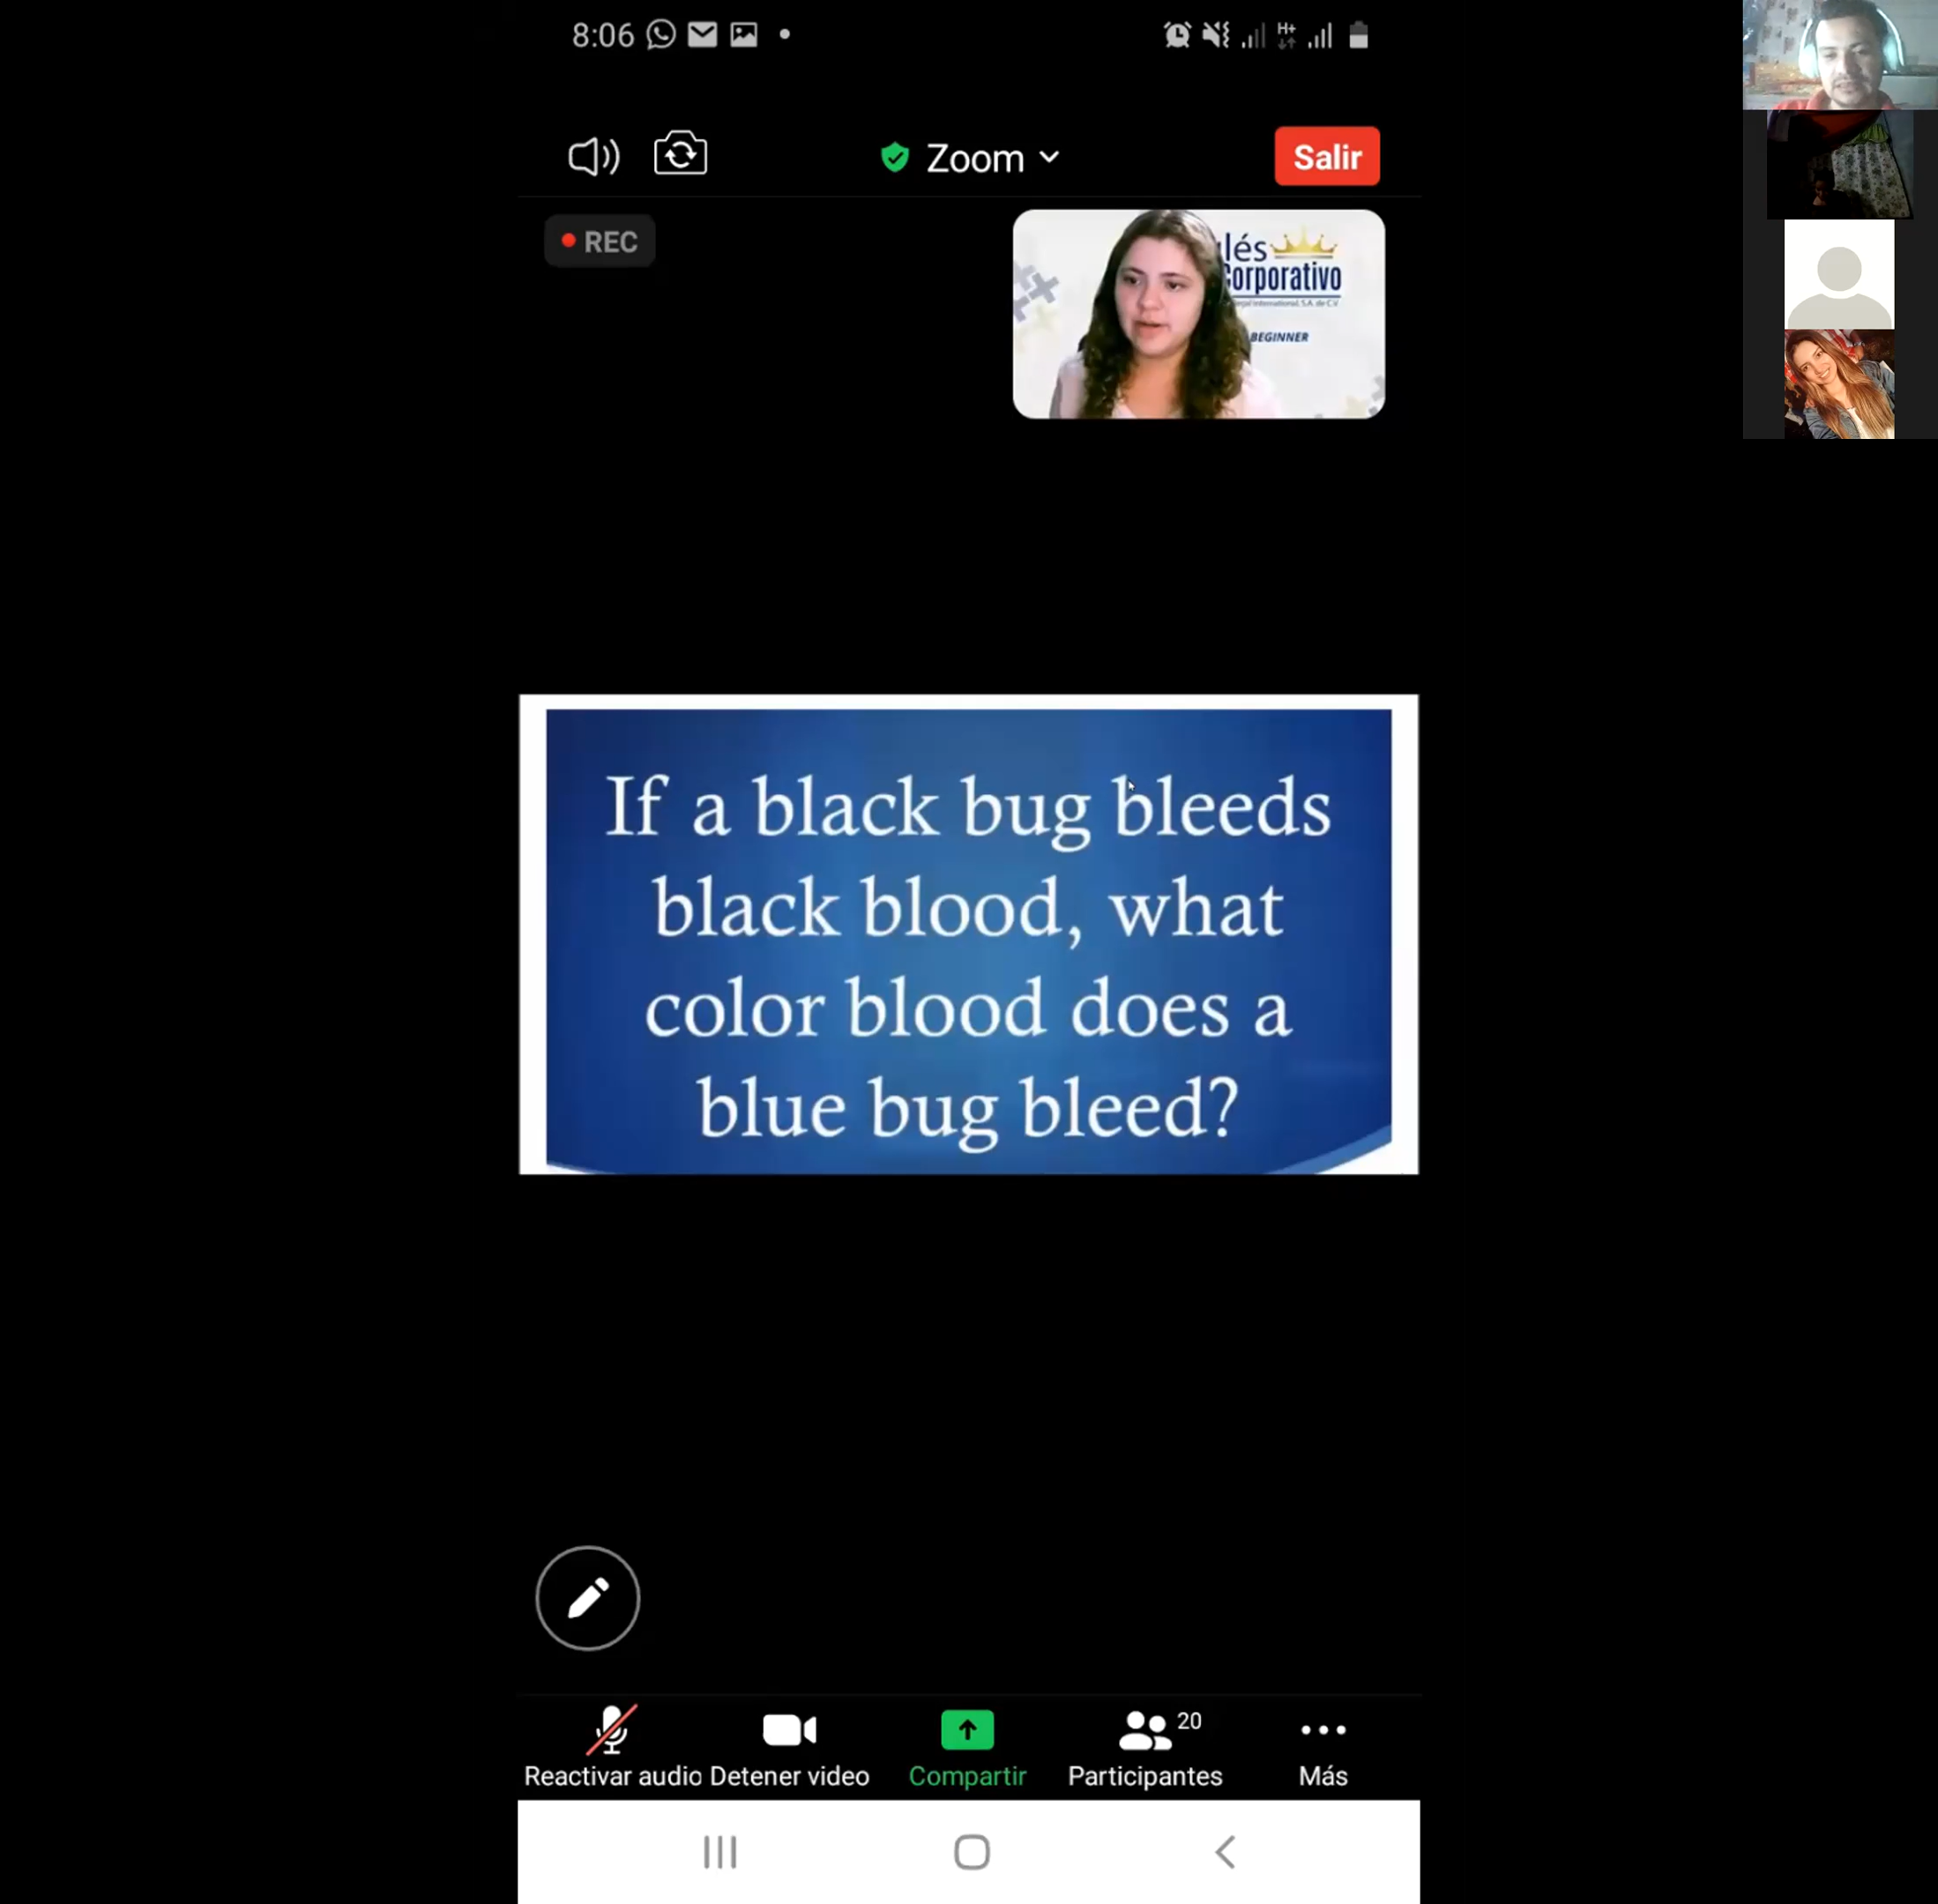 8:06
H+
Zoom
Salir
REC
lés
Corporativo
BEGINNER
If a black bug bleeds
black blood, what
color blood does a
blue bug bleed?
20
Reactivar audio Detener video Compartir Participantes Más